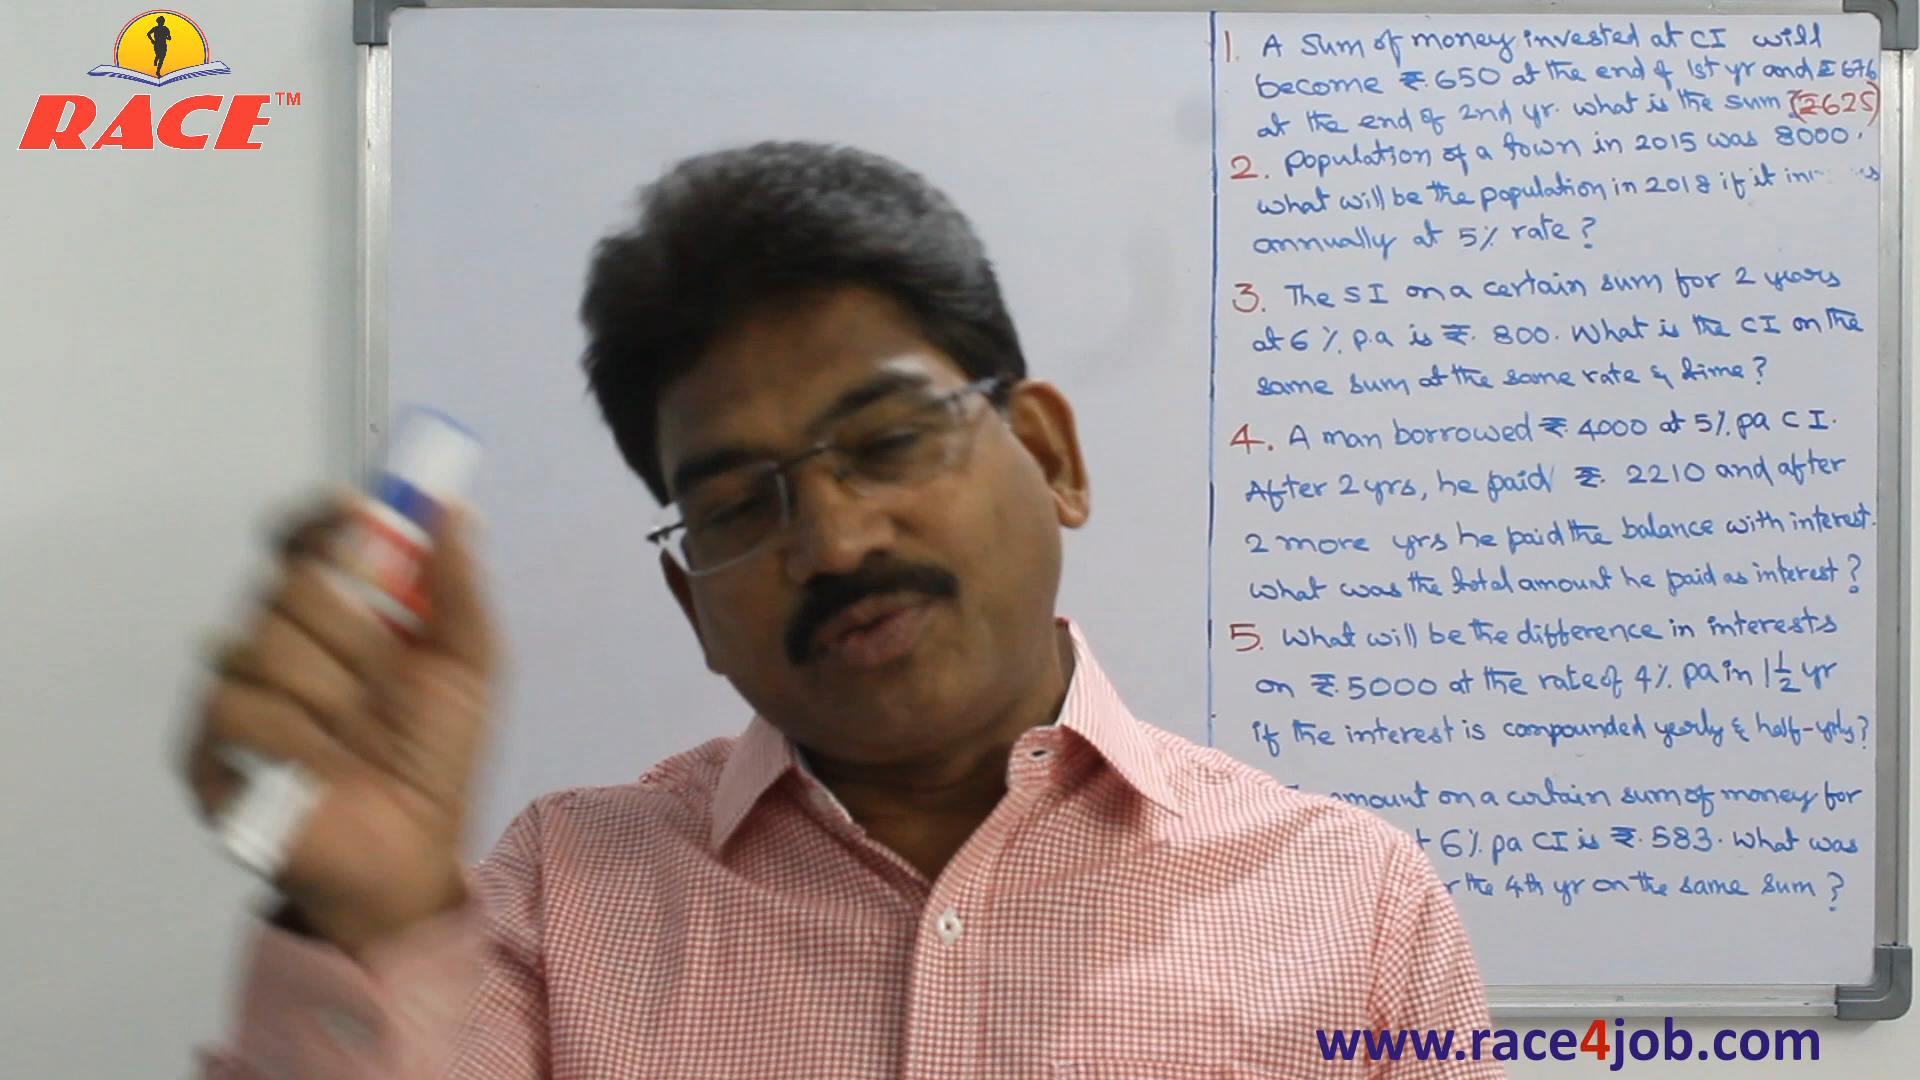 RACE™
1. A sum of money invested at CI will
become ₹.650 at the end of 1st yr and ₹ 676
at the end of 2nd yr. what is the sum? (₹625)
2. population of a town in 2015 was 8000.
what will be the population in 2018 if it
annually at 5% rate?
3. The SI on a certain sum for 2 years
at 6% p.a is ₹. 800. What is the CI on the
same sum at the same rate & time?
4. A man borrowed ₹. 4000 at 5% pa CI.
After 2 yrs, he paid ₹. 2210 and after
2 more yrs he paid the balance with interest.
what was the total amount he paid as interest?
5. What will be the difference in interests
on ₹.5000 at the rate of 4% pa in 1½ yr
if the interest is compounded yearly & half-yrly?
amount on a certain sum of money for
6% pa CI is ₹. 583. What was
the 4th yr on the same sum?
www.race4job.com